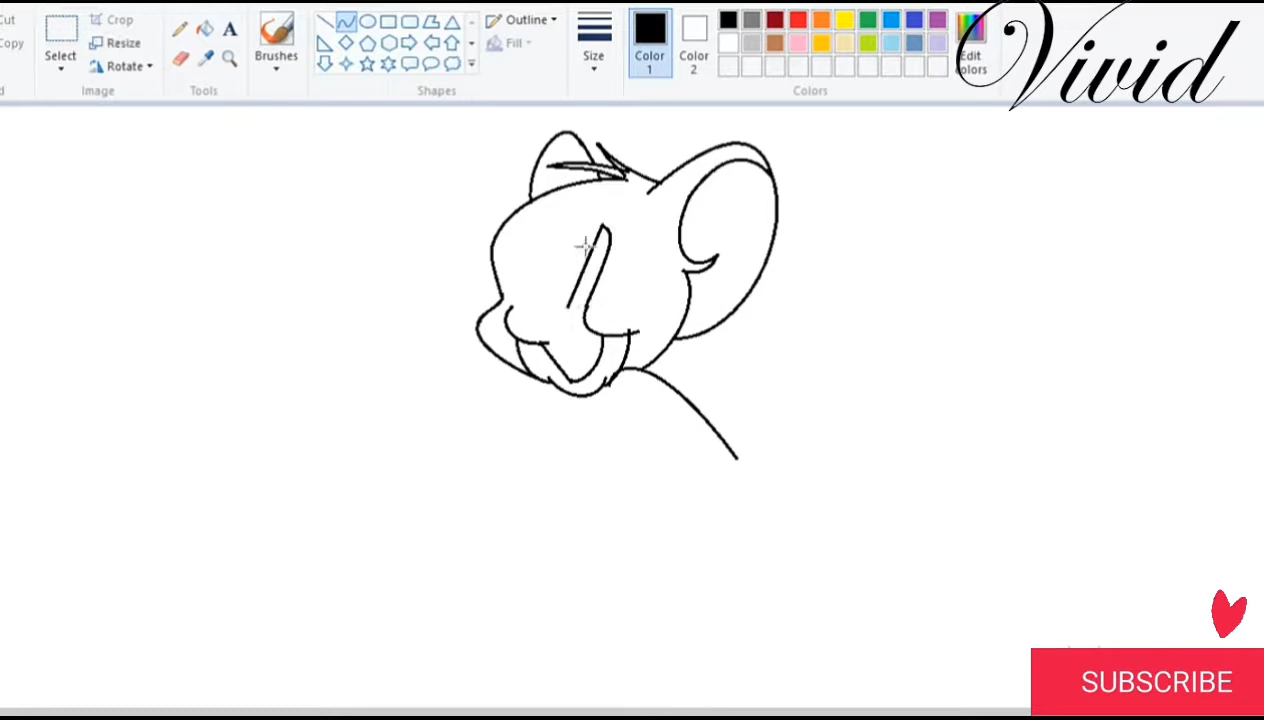 Cut
Copy
Select
Crop
Resize
Rotate
Image
A
Tools
Brushes
Shapes
Outline
Fill
Size
Color
1
Color
2
Colors
Edit
colors
Vivid
SUBSCRIBE